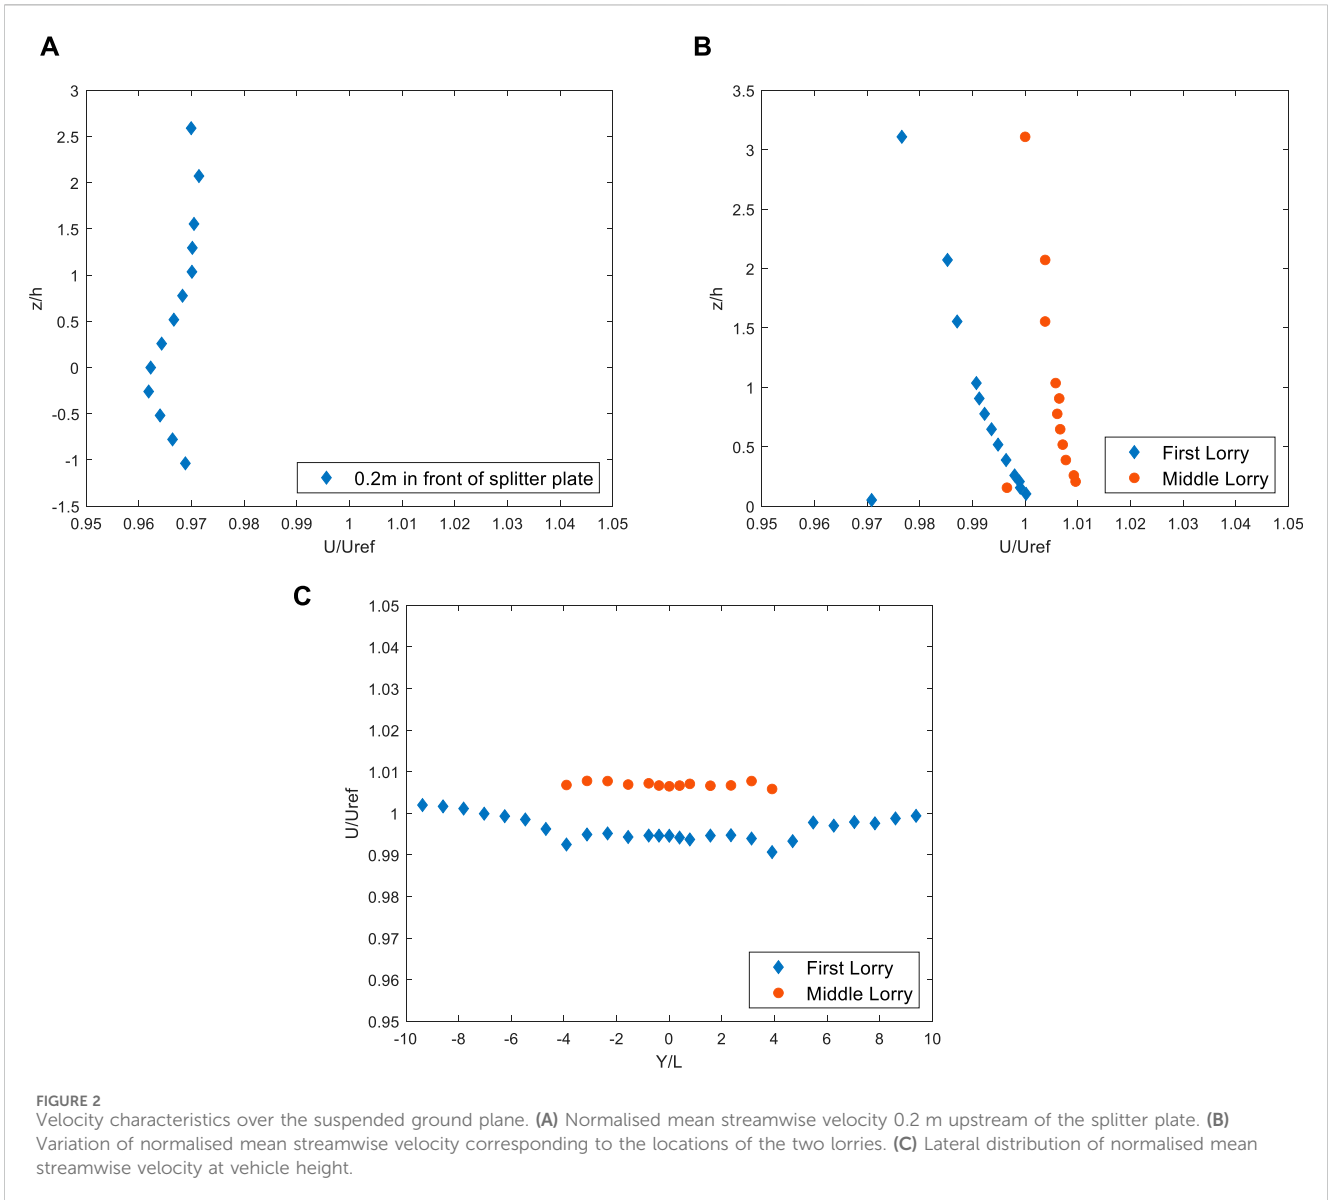 A
3
2.5
2
1.5
1
0.5
0
-0.5
-1
-1.5
z/h
0.2m in front of splitter plate
0.95 0.96 0.97 0.98 0.99 1 1.01 1.02 1.03 1.04 1.05
U/Uref
B
3.5
3
2.5
2
1.5
1
0.5
0
z/h
First Lorry
Middle Lorry
0.95 0.96 0.97 0.98 0.99 1 1.01 1.02 1.03 1.04 1.05
U/Uref
C
1.05
1.04
1.03
1.02
1.01
1
0.99
0.98
0.97
0.96
0.95
U/Uref
First Lorry
Middle Lorry
-10 -8 -6 -4 -2 0 2 4 6 8 10
Y/L
FIGURE 2
Velocity characteristics over the suspended ground plane. (A) Normalised mean streamwise velocity 0.2 m upstream of the splitter plate. (B)
Variation of normalised mean streamwise velocity corresponding to the locations of the two lorries. (C) Lateral distribution of normalised mean
streamwise velocity at vehicle height.